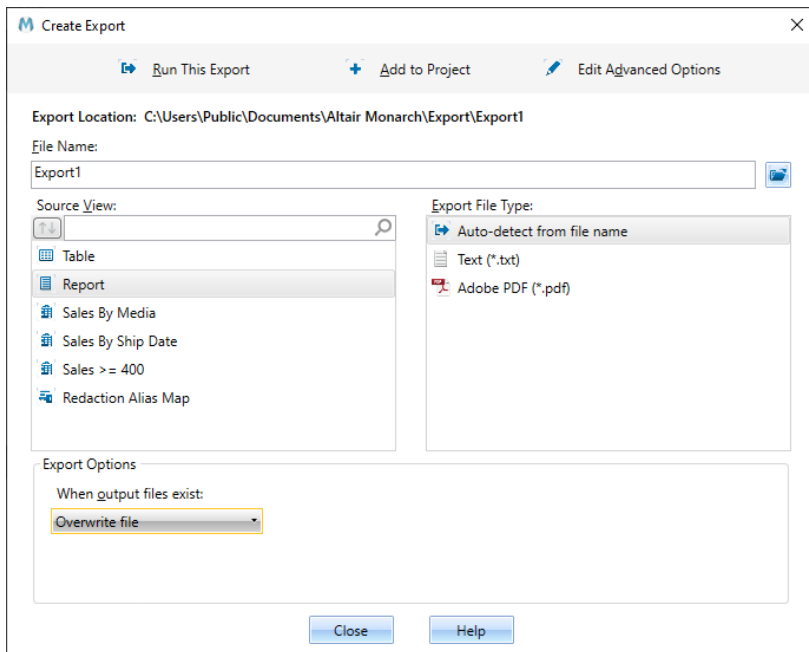 Create Export
Run This Export Add to Project Edit Advanced Options
Export Location: C:\Users\Public\Documents\Altair Monarch\Export\Export1
File Name:
Export1
Source View: Export File Type:
Auto-detect from file name
Table Text (*.txt)
Report Adobe PDF (*.pdf)
Sales By Media
Sales By Ship Date
Sales >= 400
Redaction Alias Map
Export Options
When output files exist:
Overwrite file
Close Help